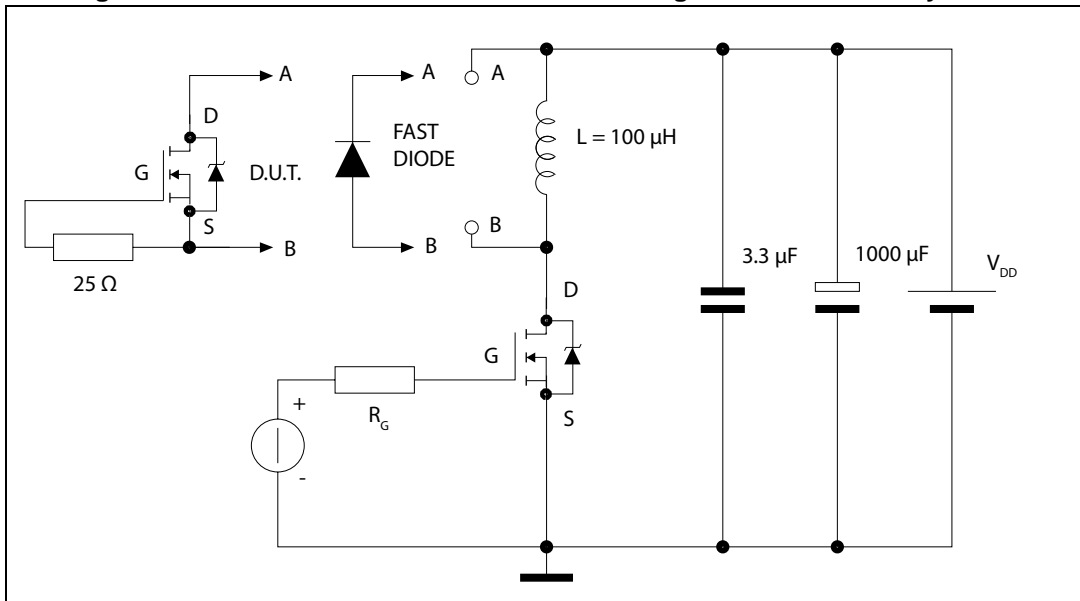 A
A
A
D
FAST
DIODE
L = 100 µH
G
D.U.T.
S
B
B
B
25 Ω
3.3 µF
1000 µF
V_DD
D
G
+
R_G
S
-